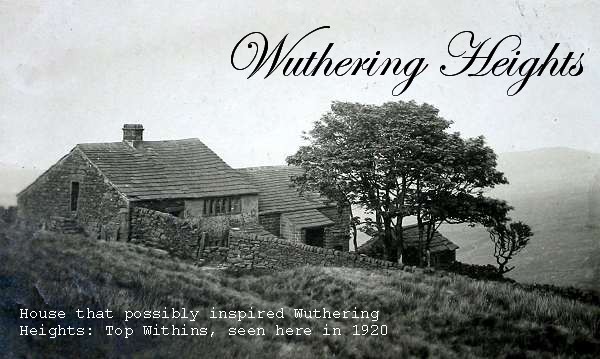 Wuthering Heights
House that possibly inspired Wuthering
Heights: Top Withins, seen here in 1920